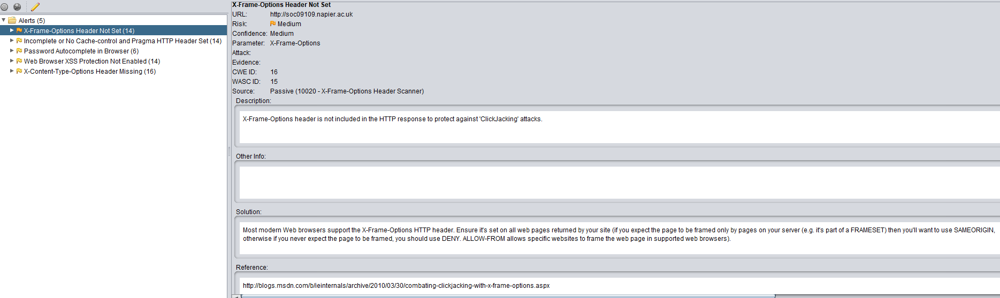 Alerts (5)
X-Frame-Options Header Not Set (14)
Incomplete or No Cache-control and Pragma HTTP Header Set (14)
Password Autocomplete in Browser (6)
Web Browser XSS Protection Not Enabled (14)
X-Content-Type-Options Header Missing (16)
X-Frame-Options Header Not Set
URL: http://soc09109.napier.ac.uk
Risk: Medium
Confidence: Medium
Parameter: X-Frame-Options
Attack:
Evidence:
CWE ID: 16
WASC ID: 15
Source: Passive (10020 - X-Frame-Options Header Scanner)
Description:
X-Frame-Options header is not included in the HTTP response to protect against 'ClickJacking' attacks.
Other Info:
Solution:
Most modern Web browsers support the X-Frame-Options HTTP header. Ensure it's set on all web pages returned by your site (if you expect the page to be framed only by pages on your server (e.g. it's part of a FRAMESET) then you'll want to use SAMEORIGIN,
otherwise if you never expect the page to be framed, you should use DENY. ALLOW-FROM allows specific websites to frame the web page in supported web browsers).
Reference:
http://blogs.msdn.com/b/ieinternals/archive/2010/03/30/combating-clickjacking-with-x-frame-options.aspx